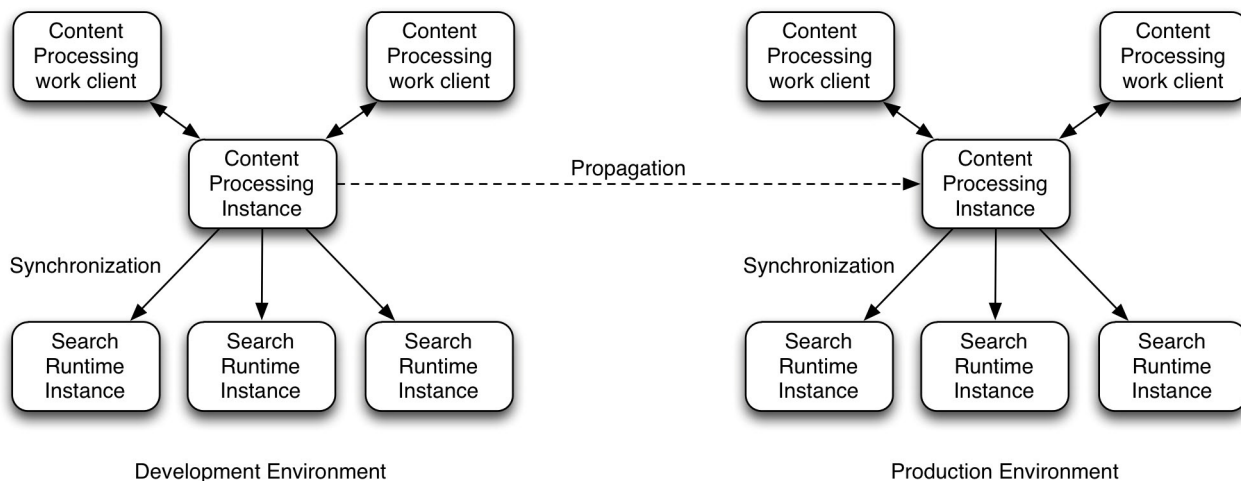 Content
Processing
work client
Content
Processing
work client
Content
Processing
work client
Content
Processing
work client
Content
Processing
Instance
Propagation
Content
Processing
Instance
Synchronization
Synchronization
Search
Runtime
Instance
Search
Runtime
Instance
Search
Runtime
Instance
Search
Runtime
Instance
Search
Runtime
Instance
Search
Runtime
Instance
Development Environment
Production Environment